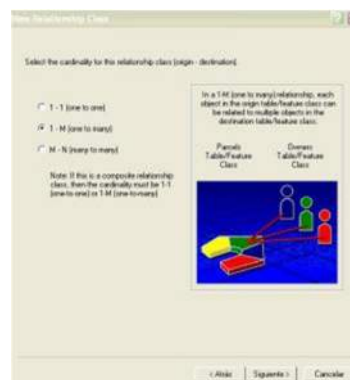 New Relationship Class
Select the cardinality for this relationship class (origin - destination).
1 - 1 (one to one)
1 - M (one to many)
M - N (many to many)
Note: If this is a composite relationship
class, then the cardinality must be 1-1
(one-to-one) or 1-M (one-to-many)
In a 1-M (one to many) relationship, each
object in the origin table/feature class can
be related to multiple objects in the
destination table/feature class.
Parcels
Table/Feature
Class
Owners
Table/Feature
Class
< Atrás
Siguiente >
Cancelar